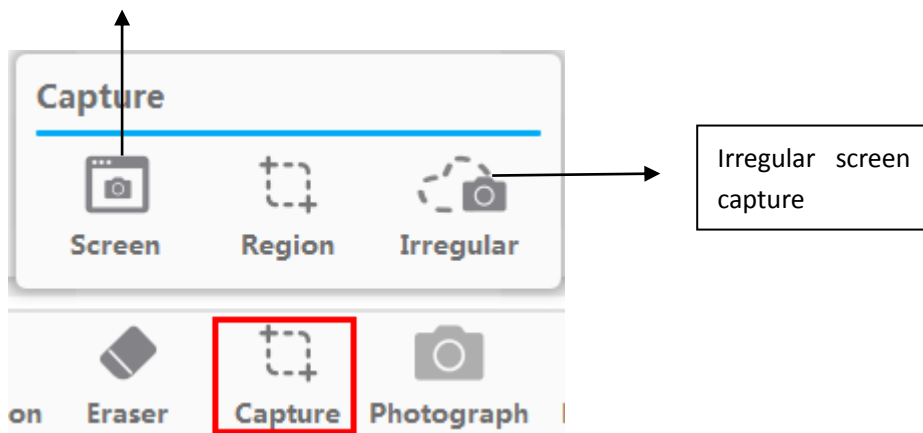 Capture
Screen Region Irregular
Irregular screen
capture
on Eraser Capture Photograph